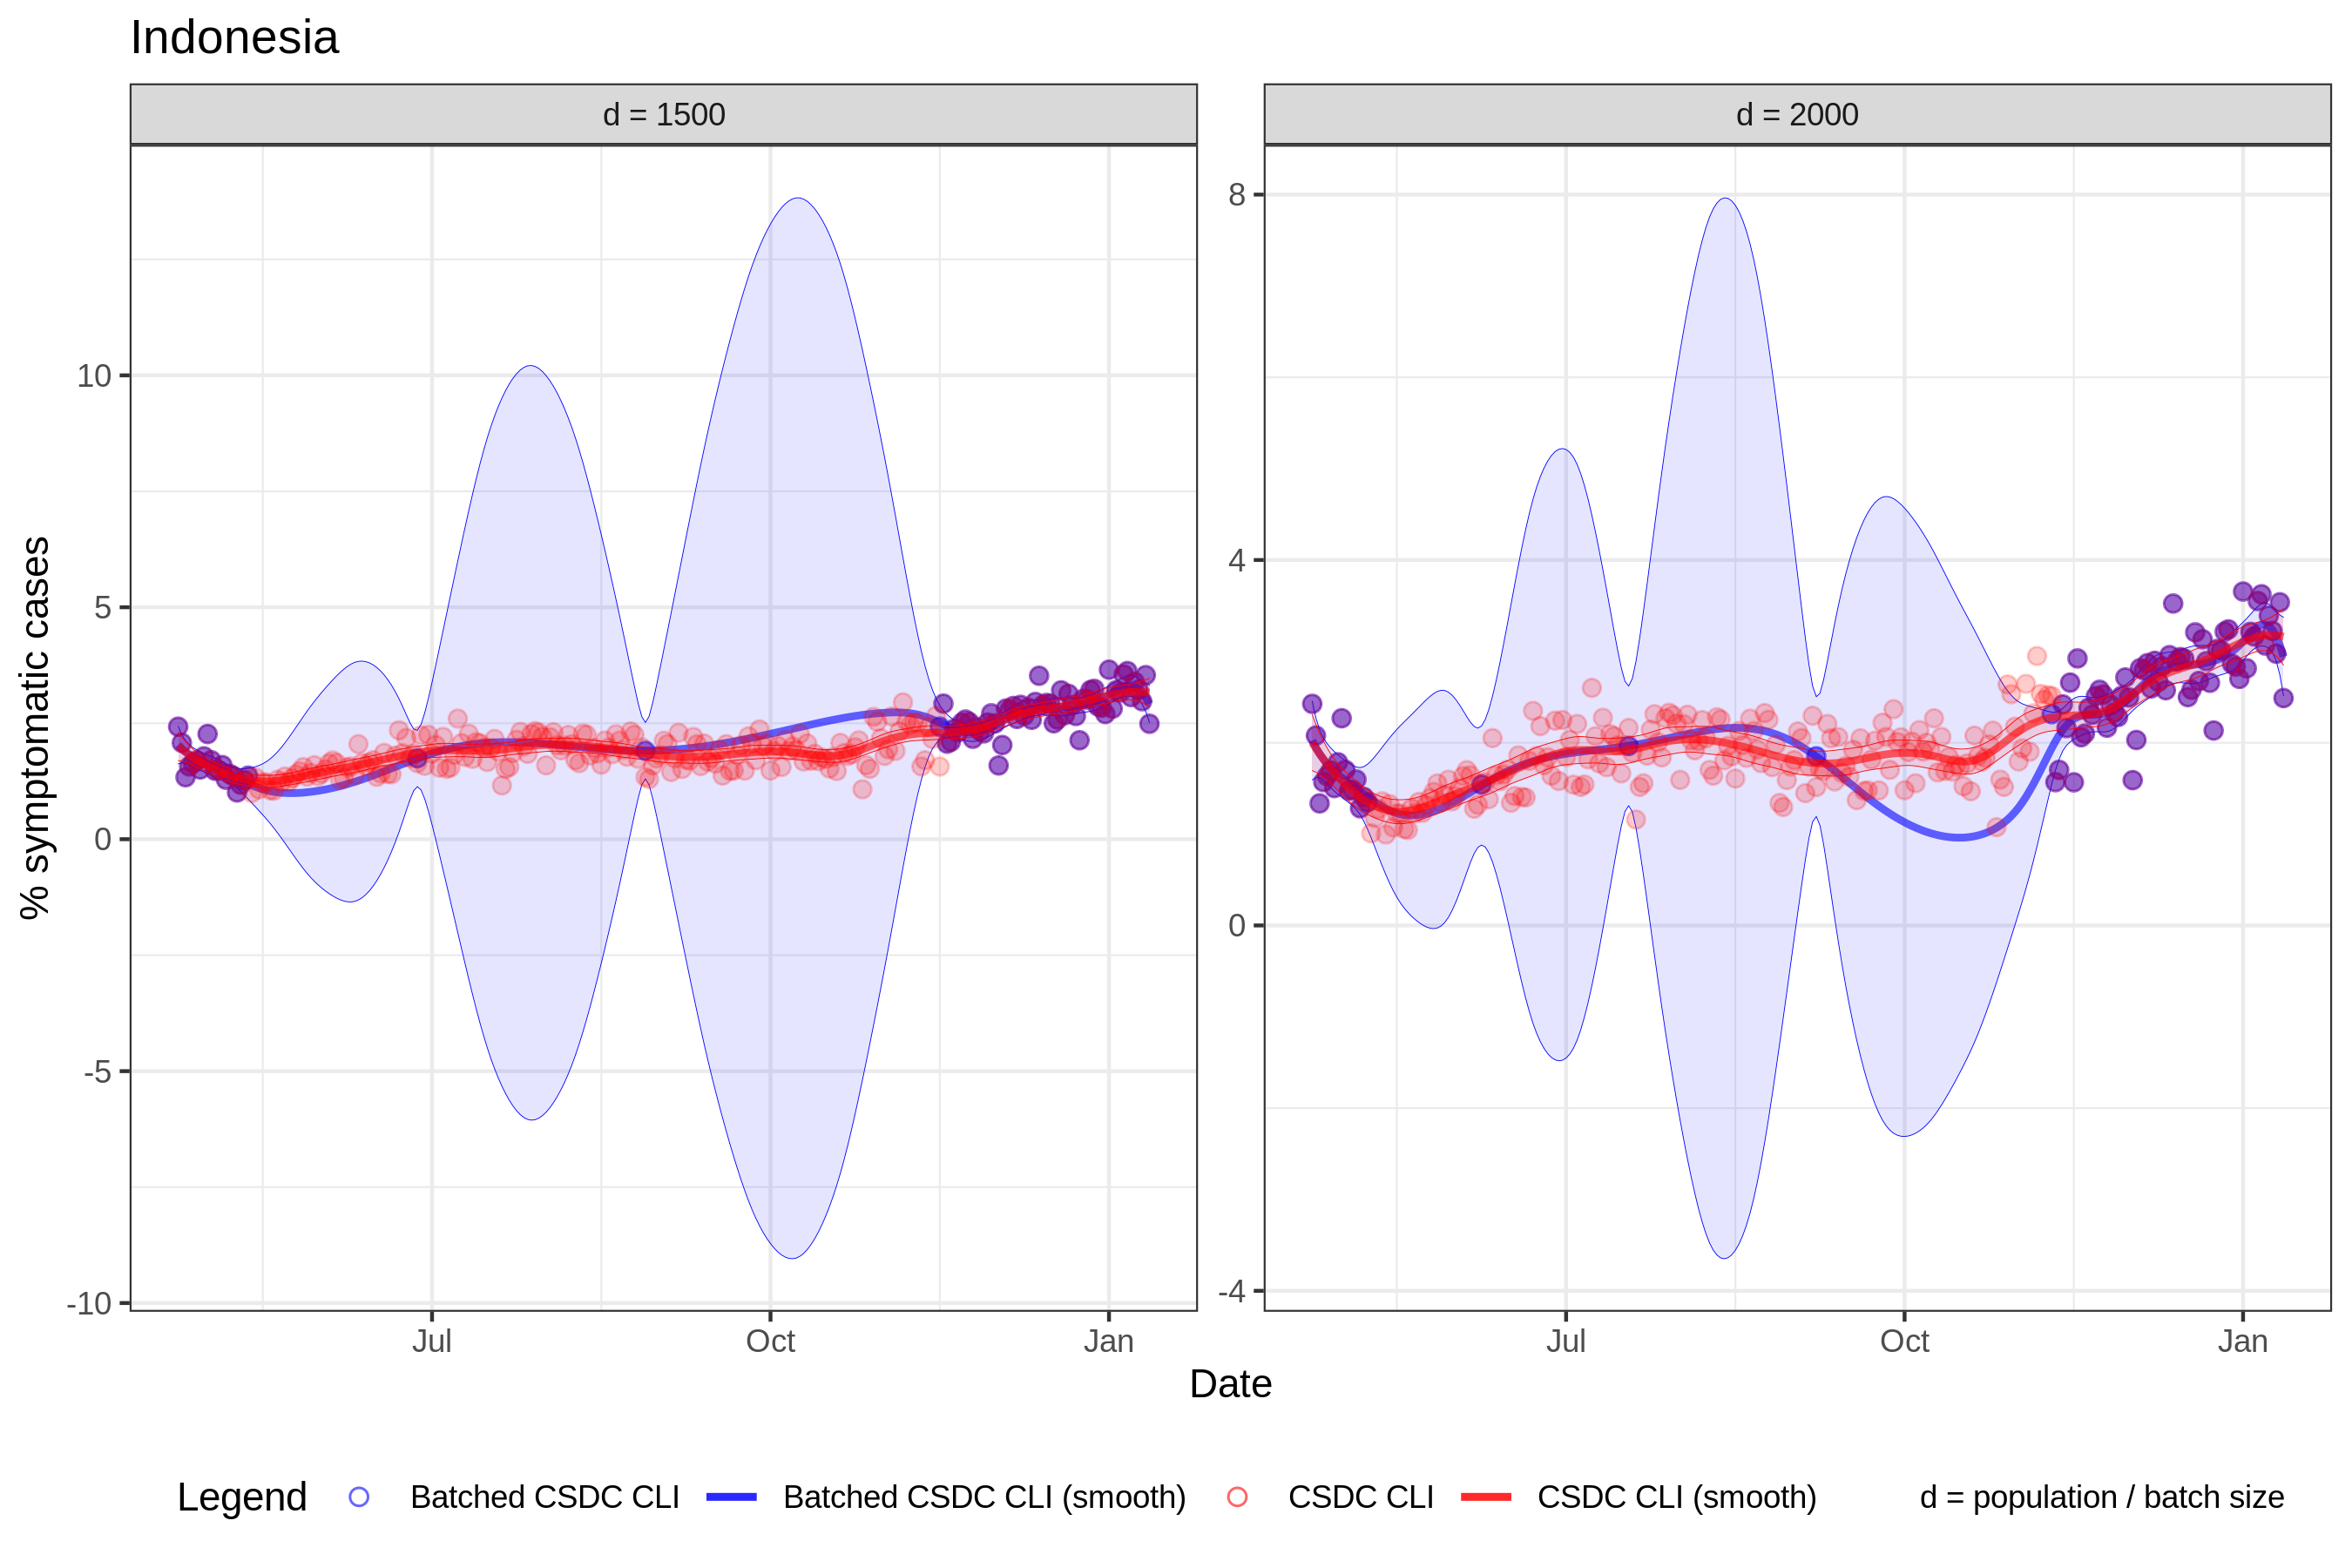 Indonesia
d = 1500
d = 2000
% symptomatic cases
10
5
0
-5
-10
8
4
0
-4
Jul
Oct
Jan
Jul
Oct
Jan
Date
Legend
Batched CSDC CLI
Batched CSDC CLI (smooth)
CSDC CLI
CSDC CLI (smooth)
d = population / batch size